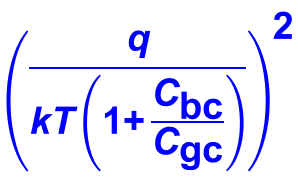 (q / kT(1+ C_bc / C_gc))^2